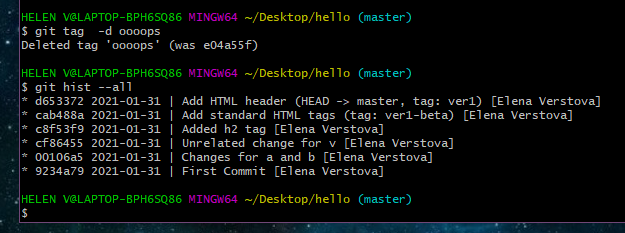 HELEN V@LAPTOP-BPH6SQ86 MINGW64 ~/Desktop/hello (master)
$ git tag  -d oooops
Deleted tag 'oooops' (was e04a55f)
HELEN V@LAPTOP-BPH6SQ86 MINGW64 ~/Desktop/hello (master)
$ git hist --all
* d653372 2021-01-31 | Add HTML header (HEAD -> master, tag: ver1) [Elena Verstova]
* cab488a 2021-01-31 | Add standard HTML tags (tag: ver1-beta) [Elena Verstova]
* c8f53f9 2021-01-31 | Added h2 tag [Elena Verstova]
* cf86455 2021-01-31 | Unrelated change for v [Elena Verstova]
* 00106a5 2021-01-31 | Changes for a and b [Elena Verstova]
* 9234a79 2021-01-31 | First Commit [Elena Verstova]
HELEN V@LAPTOP-BPH6SQ86 MINGW64 ~/Desktop/hello (master)
$